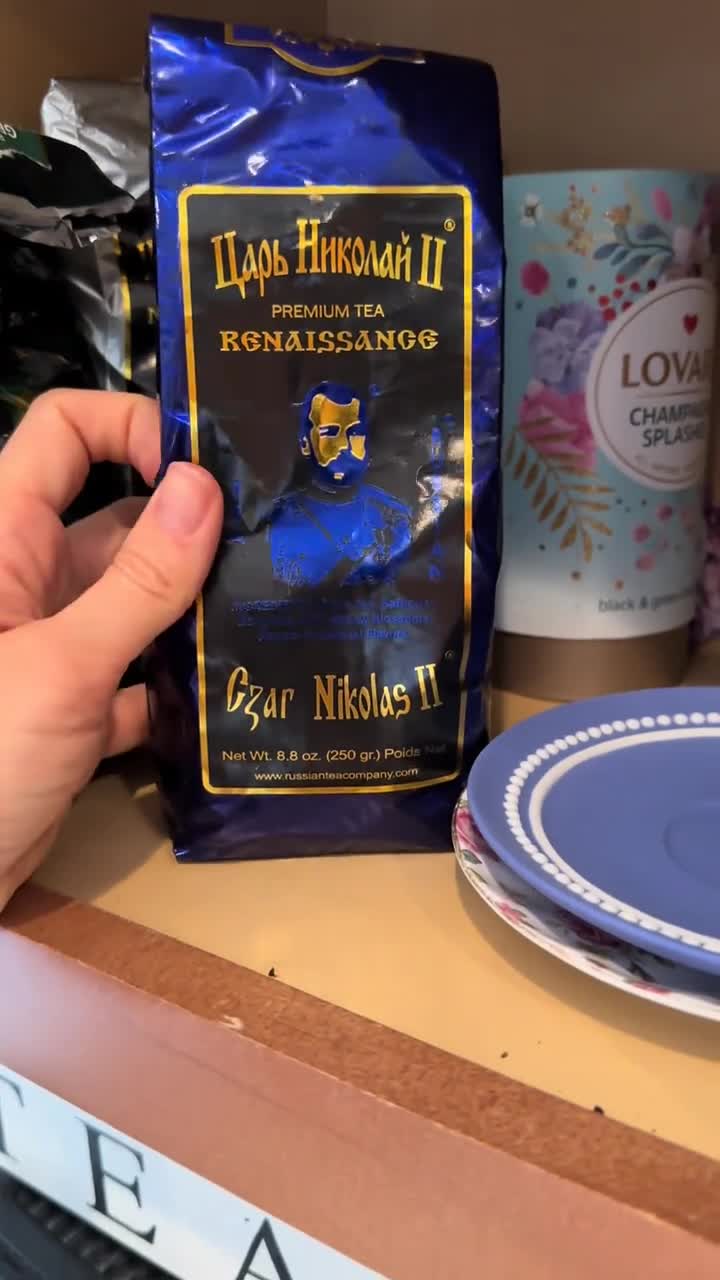 Царь Николай II
®
PREMIUM TEA
RENAISSANCE
Czar Nikolas II
Net Wt. 8.8 oz. (250 gr.) Poids Net
www.russianteacompany.com
LOVA
CHAMPA
SPLASH
black & green
TEA